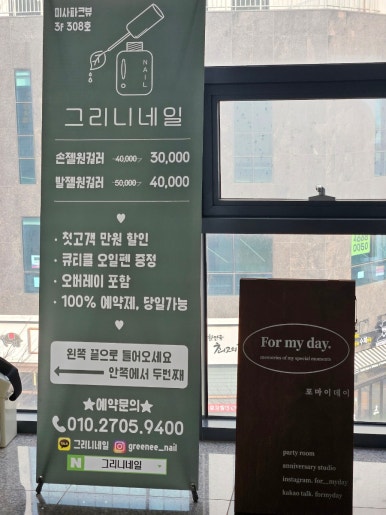 미사파크뷰
3F 308호
NAIL
그리니네일
손젤원컬러 40,000 30,000
발젤원컬러 50,000 40,000
· 첫고객 만원 할인
· 큐티클 오일펜 증정
· 오버레이 포함
· 100% 예약제, 당일가능
왼쪽 끝으로 들어오세요
안쪽에서 두번째
★예약문의★
010.2705.9400
그리니네일 greenee_nail
N 그리니네일
For my day.
memories of my special moment
포마이데이
party room
anniversary studio
instagram. for__myday
kakao talk. formyday